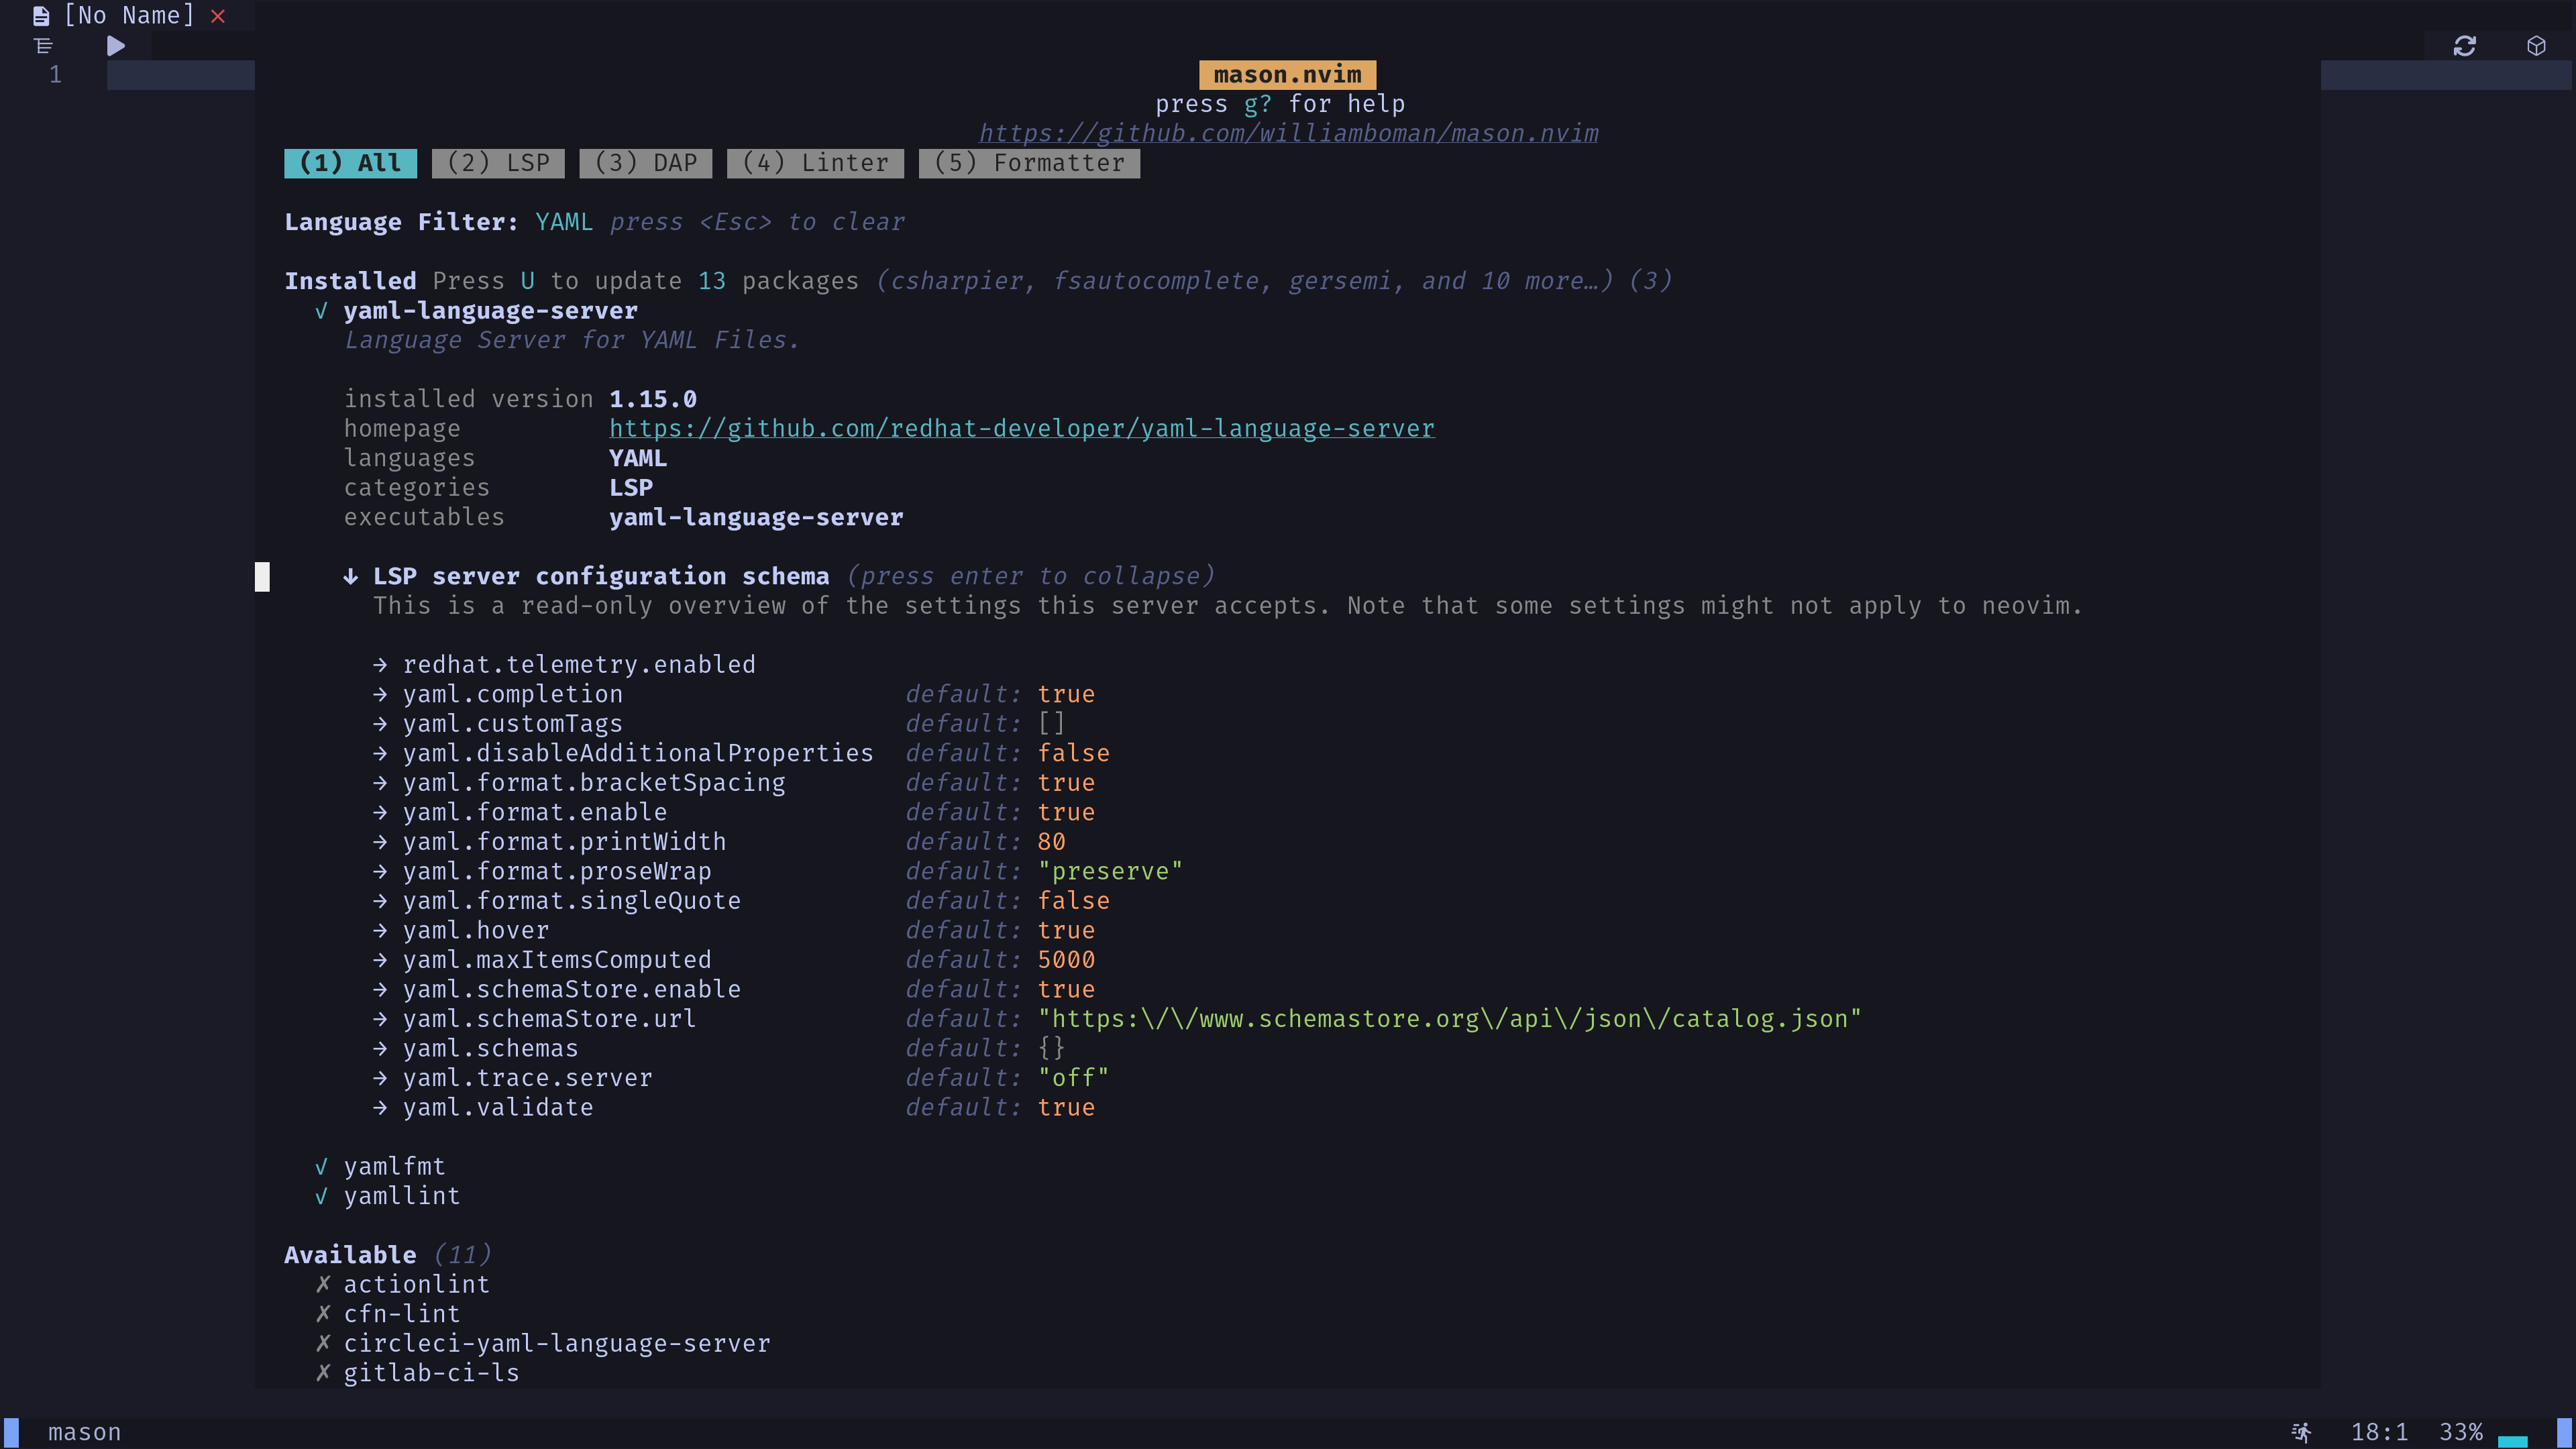 [No Name]
1
mason.nvim
press g? for help
https://github.com/williamboman/mason.nvim
(1) All (2) LSP (3) DAP (4) Linter (5) Formatter
Language Filter: YAML press <Esc> to clear
Installed Press U to update 13 packages (csharpier, fsautocomplete, gersemi, and 10 more…) (3)
√ yaml-language-server
Language Server for YAML Files.
installed version 1.15.0
homepage https://github.com/redhat-developer/yaml-language-server
languages YAML
categories LSP
executables yaml-language-server
↓ LSP server configuration schema (press enter to collapse)
This is a read-only overview of the settings this server accepts. Note that some settings might not apply to neovim.
→ redhat.telemetry.enabled
→ yaml.completion default: true
→ yaml.customTags default: []
→ yaml.disableAdditionalProperties default: false
→ yaml.format.bracketSpacing default: true
→ yaml.format.enable default: true
→ yaml.format.printWidth default: 80
→ yaml.format.proseWrap default: "preserve"
→ yaml.format.singleQuote default: false
→ yaml.hover default: true
→ yaml.maxItemsComputed default: 5000
→ yaml.schemaStore.enable default: true
→ yaml.schemaStore.url default: "https:\/\/www.schemastore.org\/api\/json\/catalog.json"
→ yaml.schemas default: {}
→ yaml.trace.server default: "off"
→ yaml.validate default: true
√ yamlfmt
√ yamllint
Available (11)
✗ actionlint
✗ cfn-lint
✗ circleci-yaml-language-server
✗ gitlab-ci-ls
mason 18:1 33%